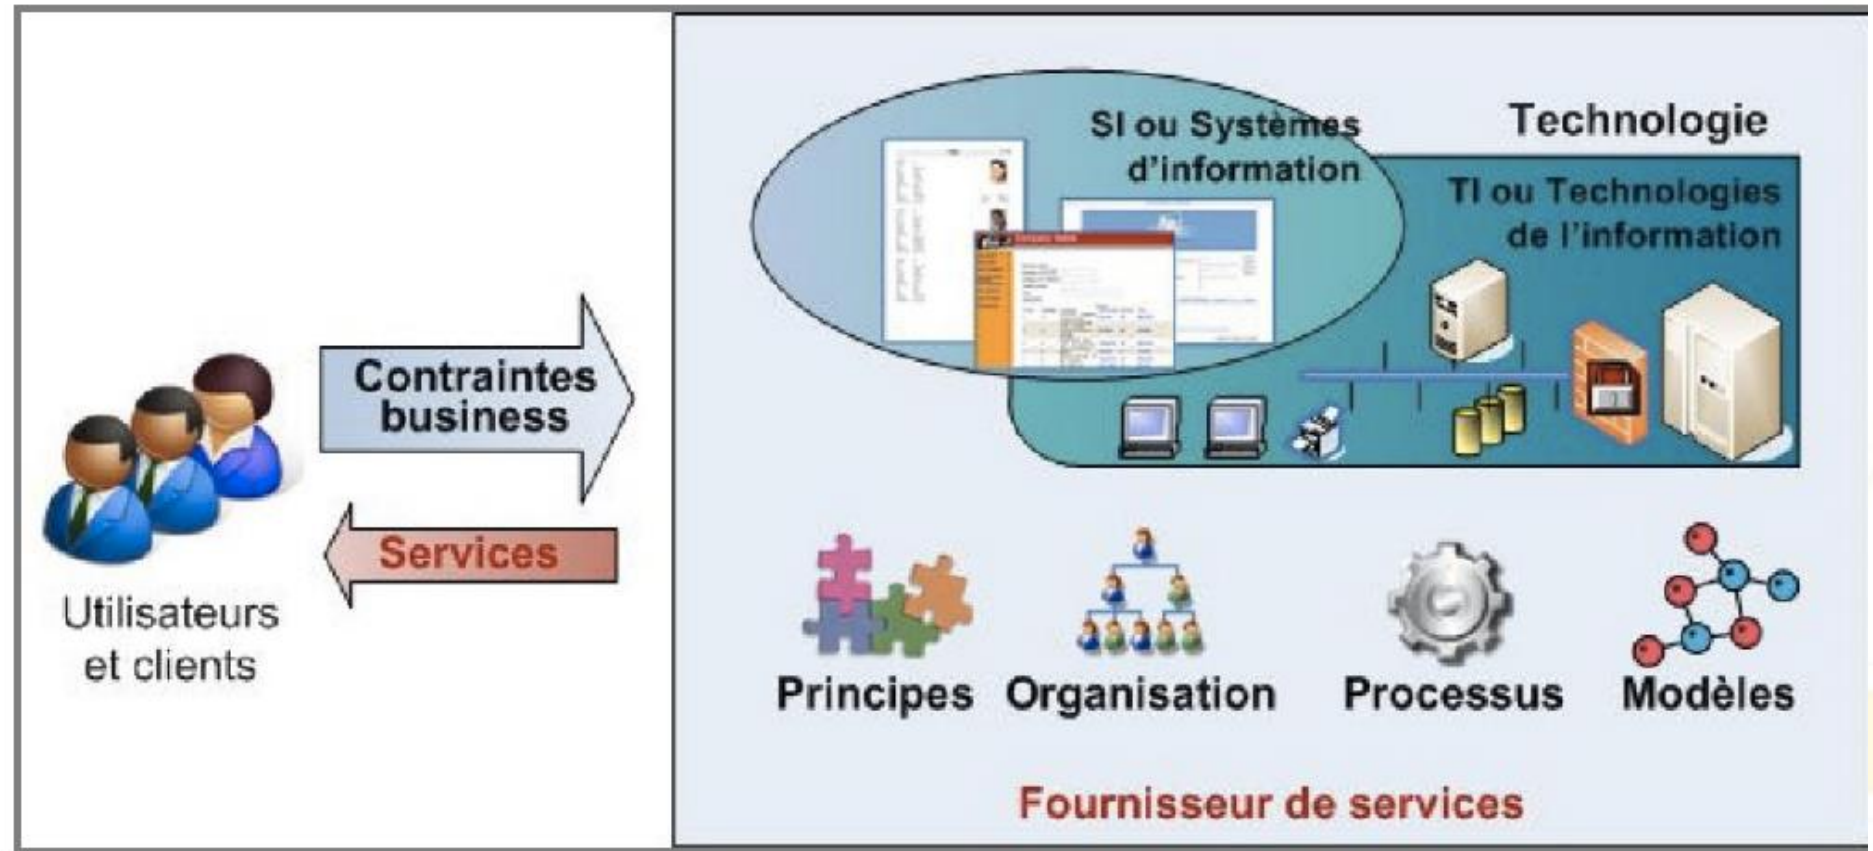 SI ou Systèmes
d'information
Technologie
TI ou Technologies
de l'information
Contraintes
business
Services
Utilisateurs
et clients
Principes
Organisation
Processus
Modèles
Fournisseur de services